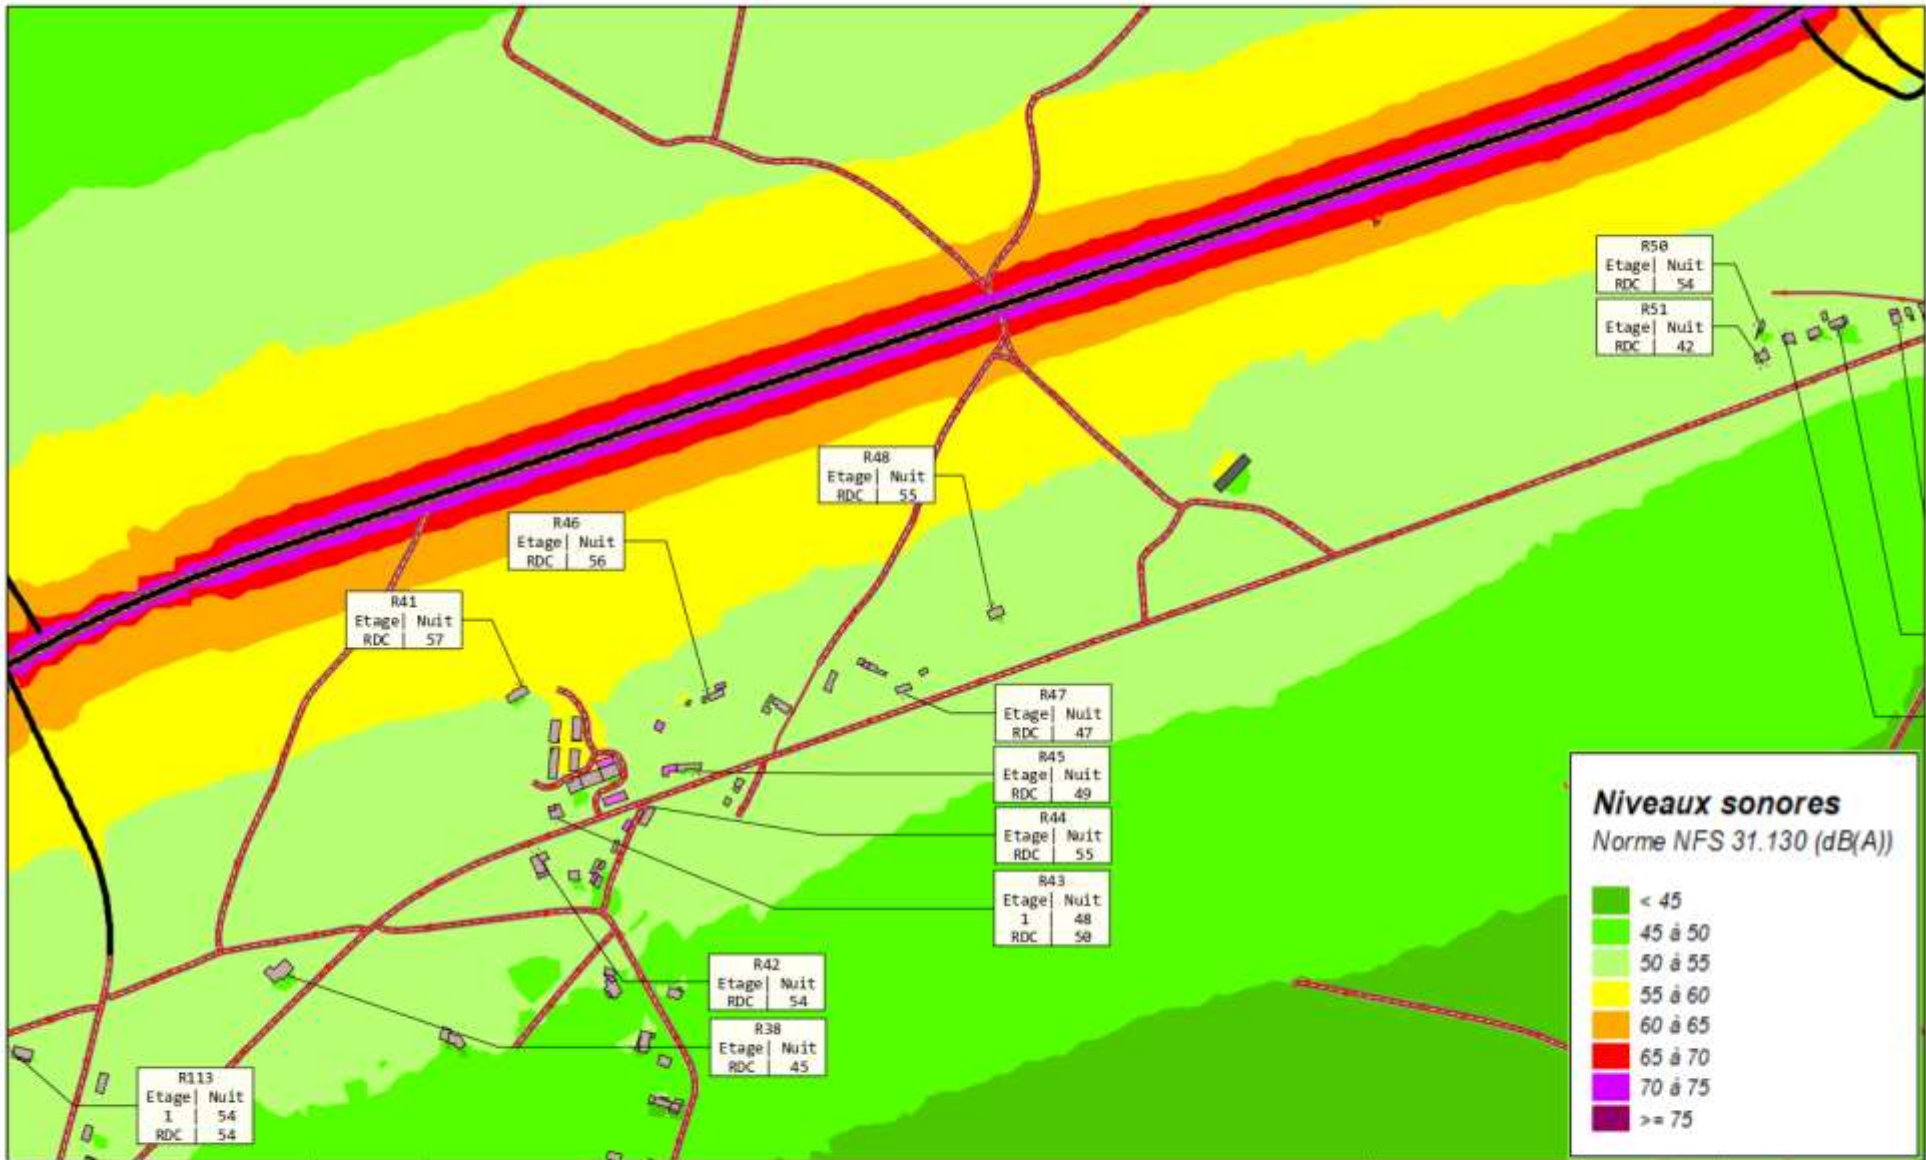 R50
Etage| Nuit
RDC | 54
R51
Etage| Nuit
RDC | 42
R48
Etage| Nuit
RDC | 55
R46
Etage| Nuit
RDC | 56
R41
Etage| Nuit
RDC | 57
R47
Etage| Nuit
RDC | 47
R45
Etage| Nuit
RDC | 49
R44
Etage| Nuit
RDC | 55
R43
Etage| Nuit
1 | 48
RDC | 50
R42
Etage| Nuit
RDC | 54
R38
Etage| Nuit
RDC | 45
R113
Etage| Nuit
1 | 54
RDC | 54
Niveaux sonores
Norme NFS 31.130 (dB(A))
< 45
45 à 50
50 à 55
55 à 60
60 à 65
65 à 70
70 à 75
>= 75